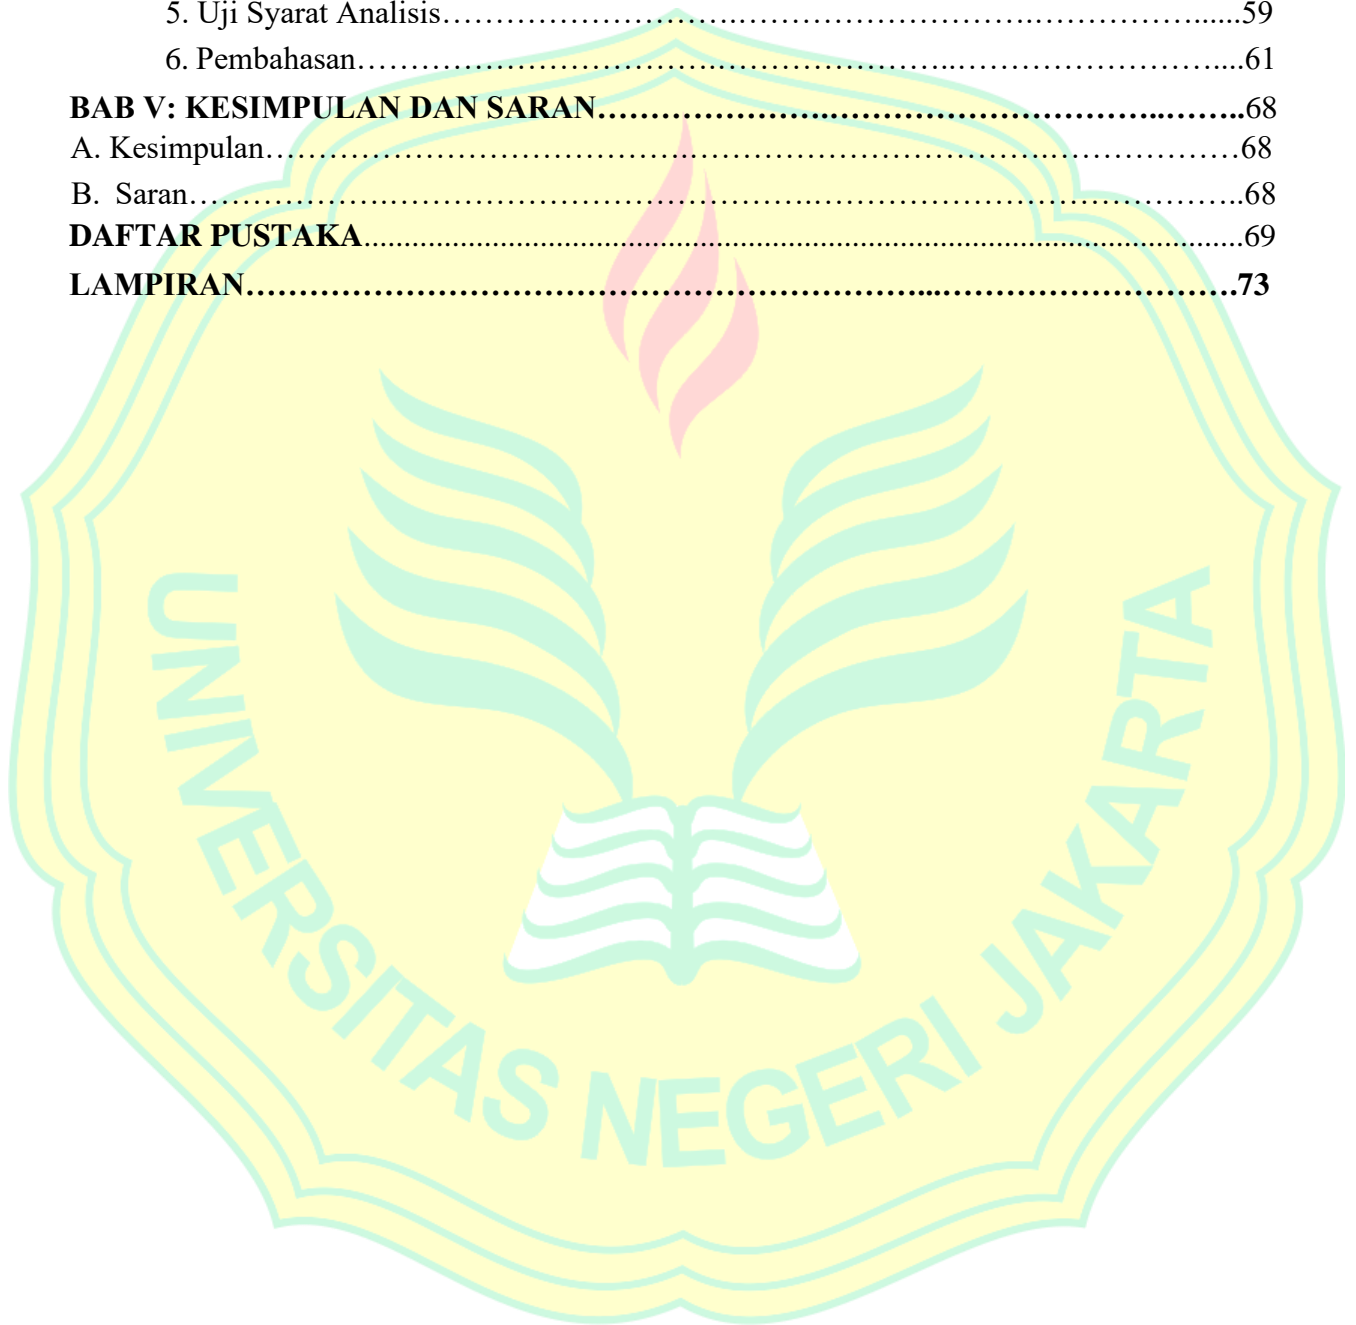 5. Uji Syarat Analisis……………………………………………….……………......59
6. Pembahasan…………………………………………………..……………………....61
BAB V: KESIMPULAN DAN SARAN……………………………………………..……..68
A. Kesimpulan………………………………………………………………………………68
B. Saran……………………………………………………….………………………………..68
DAFTAR PUSTAKA..................................................................................................................69
LAMPIRAN………………………………………………………...……………………….73
UNIVERSITAS NEGERI JAKARTA